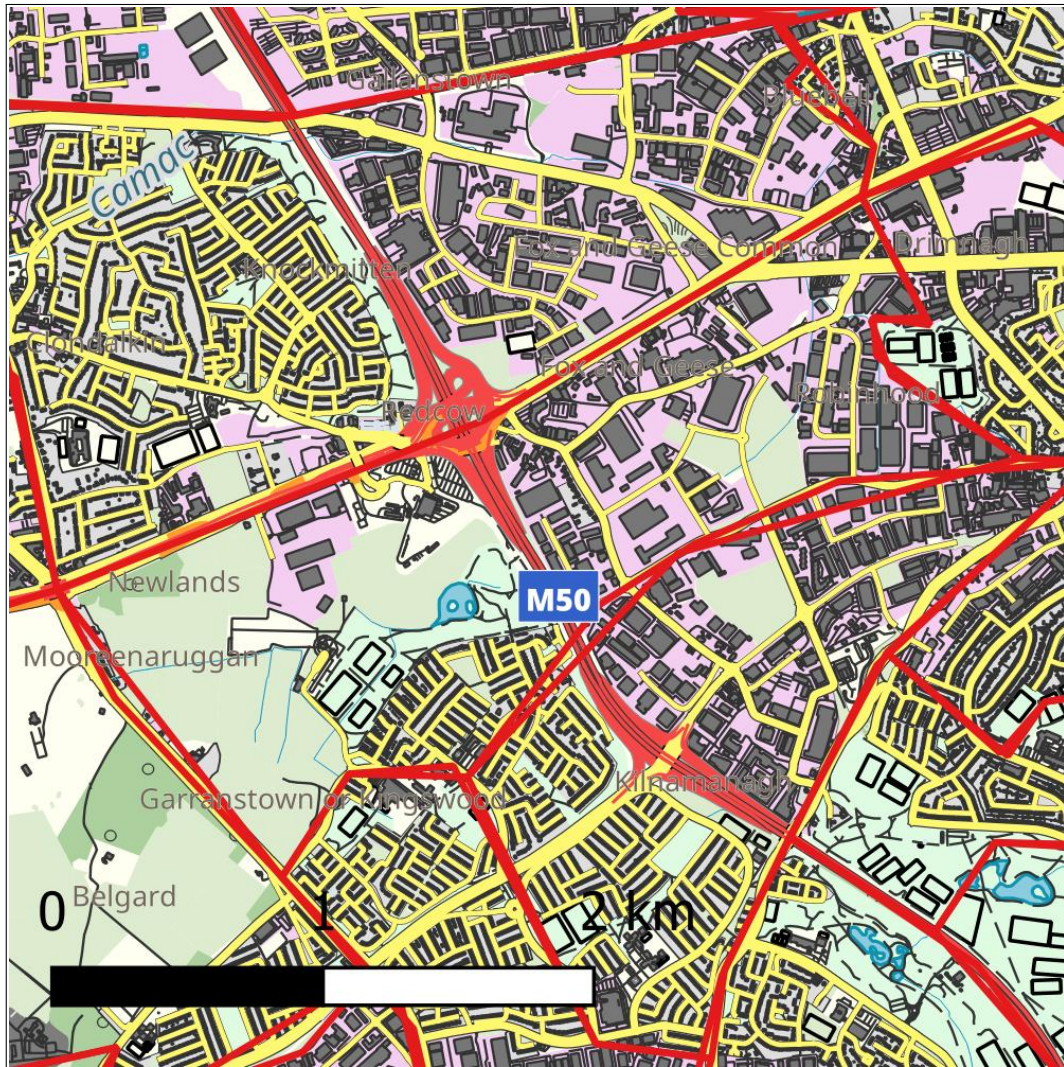 Gallanstown
Bluebell
Camac
Fox and Geese Common
Drimnagh
Knockmitten
Clondalkin
Fox and Geese
Robinhood
Redcow
Newlands
M50
Mooreenaruggan
Kilnamanagh
Garranstown or Kingswood
Belgard
0 1 2 km